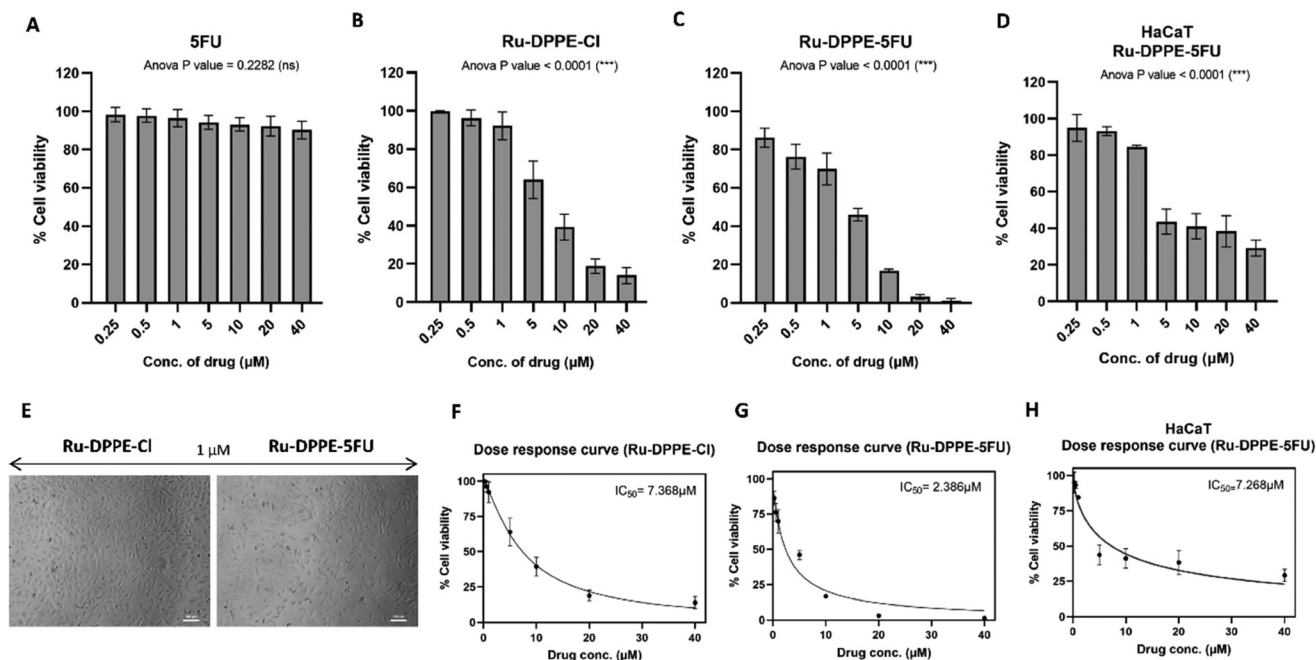 A
5FU
Anova P value = 0.2282 (ns)
% Cell viability
120
100
80
60
40
20
0
0.25
0.5
1
5
10
20
40
Conc. of drug (µM)
B
Ru-DPPE-Cl
Anova P value < 0.0001 (***)
% Cell viability
120
100
80
60
40
20
0
0.25
0.5
1
5
10
20
40
Conc. of drug (µM)
C
Ru-DPPE-5FU
Anova P value < 0.0001 (***)
% Cell viability
120
100
80
60
40
20
0
0.25
0.5
1
5
10
20
40
Conc. of drug (µM)
D
HaCaT
Ru-DPPE-5FU
Anova P value < 0.0001 (***)
% Cell viability
120
100
80
60
40
20
0
0.25
0.5
1
5
10
20
40
Conc. of drug (µM)
E
Ru-DPPE-Cl
1 µM
Ru-DPPE-5FU
F
Dose response curve (Ru-DPPE-Cl)
IC50= 7.368µM
% Cell viability
100
75
50
25
0
0
10
20
30
40
Drug conc. (µM)
G
Dose response curve (Ru-DPPE-5FU)
IC50= 2.386µM
% Cell viability
100
75
50
25
0
0
10
20
30
40
Drug conc. (µM)
H
HaCaT
Dose response curve (Ru-DPPE-5FU)
IC50=7.268µM
% Cell viability
100
75
50
25
0
10
20
30
40
Drug conc. (µM)